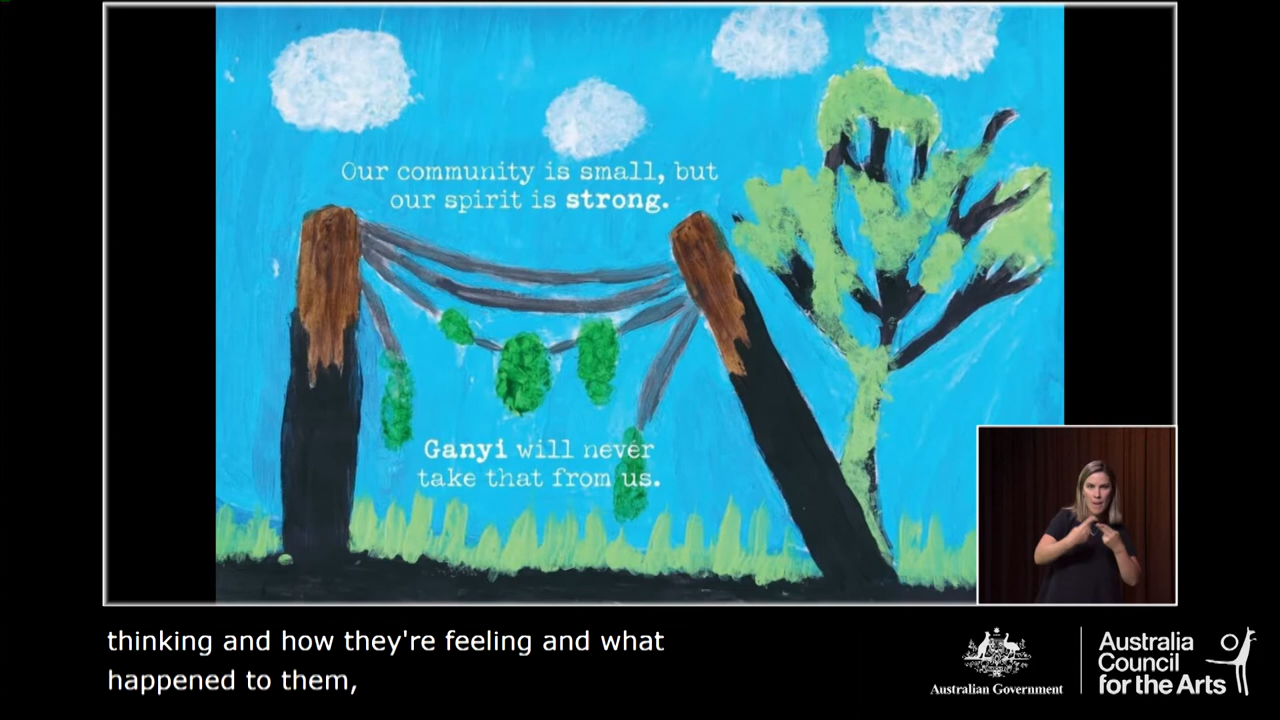 Our community is small, but
our spirit is strong.
Ganyi will never
take that from us.
thinking and how they're feeling and what
happened to them,
Australian Government
Australia
Council
for the Arts